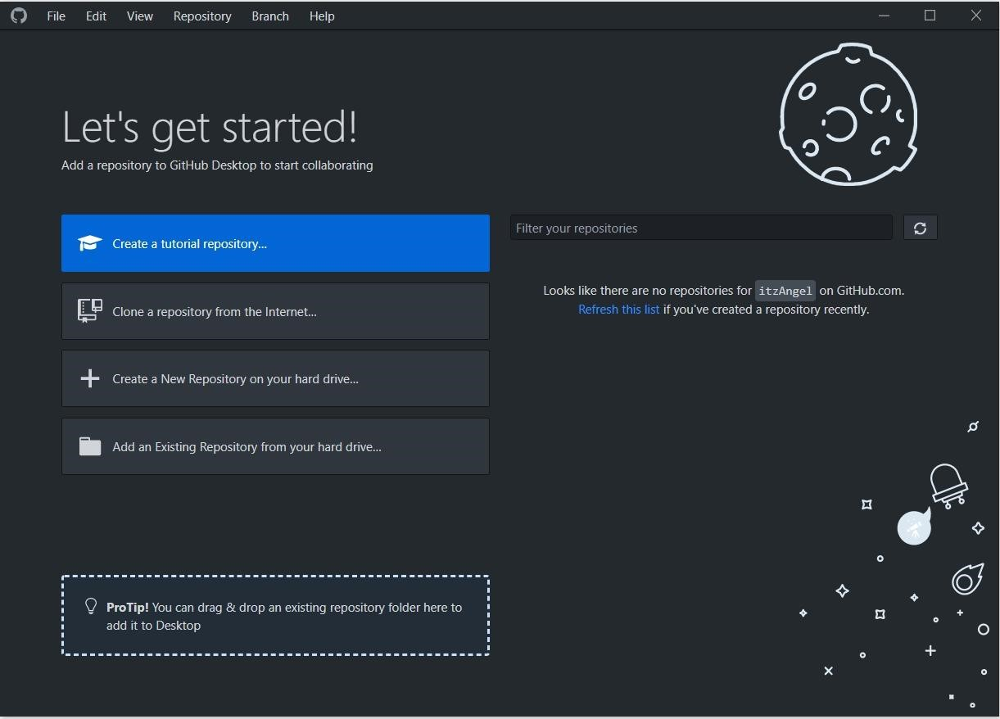 File Edit View Repository Branch Help
Let's get started!
Add a repository to GitHub Desktop to start collaborating
Create a tutorial repository...
Clone a repository from the Internet...
Create a New Repository on your hard drive...
Add an Existing Repository from your hard drive...
ProTip! You can drag & drop an existing repository folder here to
add it to Desktop
Filter your repositories
Looks like there are no repositories for itzAngel on GitHub.com.
Refresh this list if you've created a repository recently.